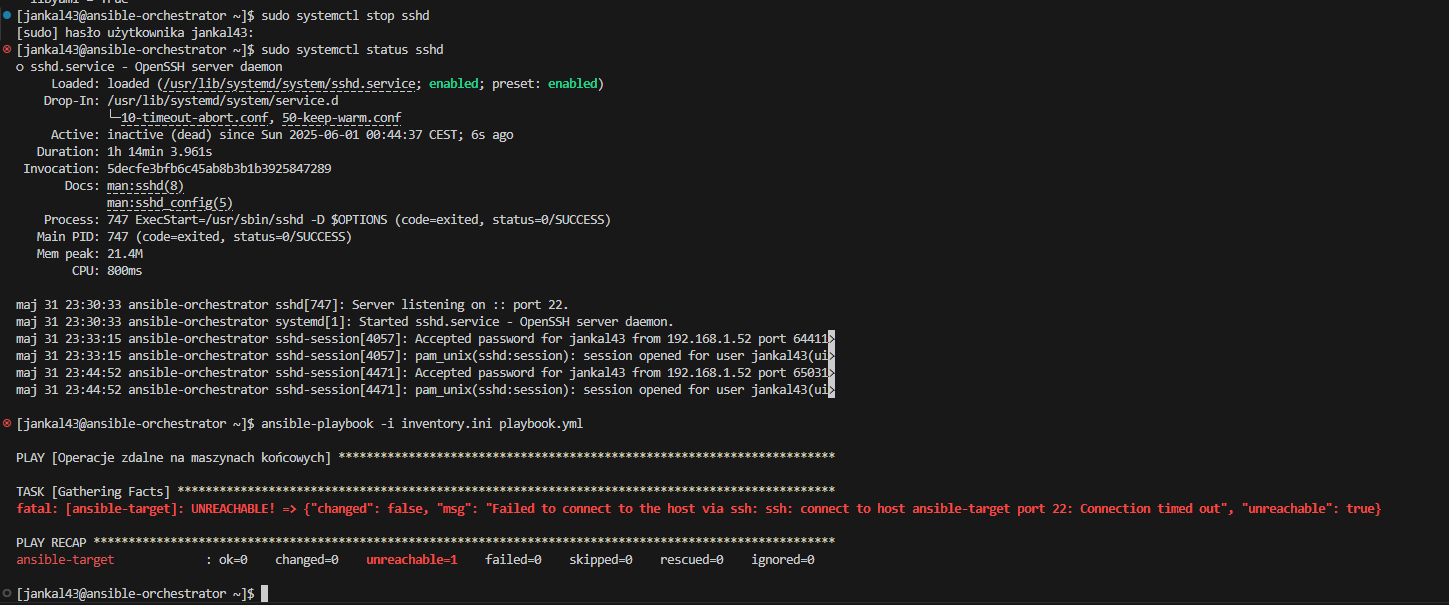 libyaml = True
[jankal43@ansible-orchestrator ~]$ sudo systemctl stop sshd
[sudo] hasło użytkownika jankal43:
[jankal43@ansible-orchestrator ~]$ sudo systemctl status sshd
○ sshd.service - OpenSSH server daemon
     Loaded: loaded (/usr/lib/systemd/system/sshd.service; enabled; preset: enabled)
    Drop-In: /usr/lib/systemd/system/service.d
             └─10-timeout-abort.conf, 50-keep-warm.conf
     Active: inactive (dead) since Sun 2025-06-01 00:44:37 CEST; 6s ago
   Duration: 1h 14min 3.961s
 Invocation: 5decfe3bfb6c45ab8b3b1b3925847289
       Docs: man:sshd(8)
             man:sshd_config(5)
    Process: 747 ExecStart=/usr/sbin/sshd -D $OPTIONS (code=exited, status=0/SUCCESS)
   Main PID: 747 (code=exited, status=0/SUCCESS)
   Mem peak: 21.4M
        CPU: 800ms
maj 31 23:30:33 ansible-orchestrator sshd[747]: Server listening on :: port 22.
maj 31 23:30:33 ansible-orchestrator systemd[1]: Started sshd.service - OpenSSH server daemon.
maj 31 23:33:15 ansible-orchestrator sshd-session[4057]: Accepted password for jankal43 from 192.168.1.52 port 64411>
maj 31 23:33:15 ansible-orchestrator sshd-session[4057]: pam_unix(sshd:session): session opened for user jankal43(ui>
maj 31 23:44:52 ansible-orchestrator sshd-session[4471]: Accepted password for jankal43 from 192.168.1.52 port 65031>
maj 31 23:44:52 ansible-orchestrator sshd-session[4471]: pam_unix(sshd:session): session opened for user jankal43(ui>
[jankal43@ansible-orchestrator ~]$ ansible-playbook -i inventory.ini playbook.yml
PLAY [Operacje zdalne na maszynach końcowych] ***********************************************************************
TASK [Gathering Facts] **********************************************************************************************
fatal: [ansible-target]: UNREACHABLE! => {"changed": false, "msg": "Failed to connect to the host via ssh: ssh: connect to host ansible-target port 22: Connection timed out", "unreachable": true}
PLAY RECAP **********************************************************************************************************
ansible-target             : ok=0    changed=0    unreachable=1    failed=0    skipped=0    rescued=0    ignored=0
[jankal43@ansible-orchestrator ~]$